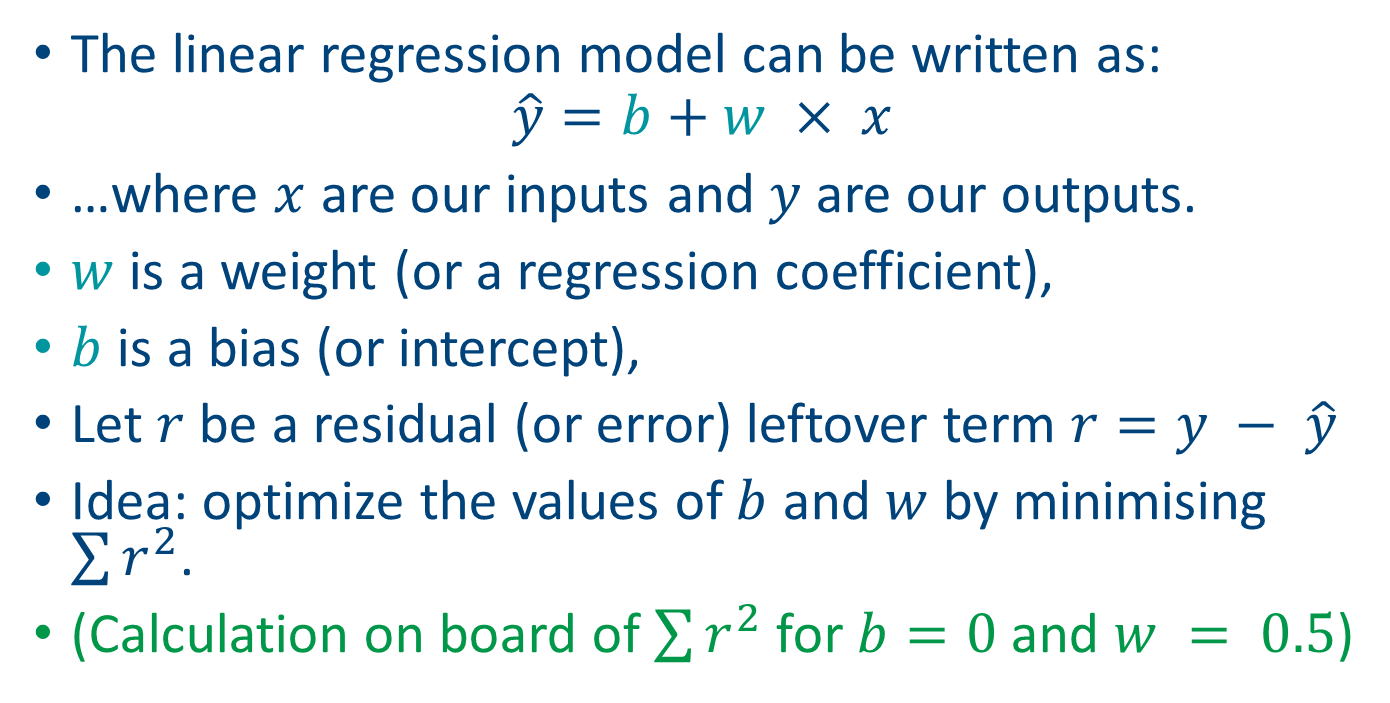 • The linear regression model can be written as:
ŷ = b + w × x
• …where x are our inputs and y are our outputs.
• w is a weight (or a regression coefficient),
• b is a bias (or intercept),
• Let r be a residual (or error) leftover term r = y − ŷ
• Idea: optimize the values of b and w by minimising
∑ r².
• (Calculation on board of ∑ r² for b = 0 and w = 0.5)